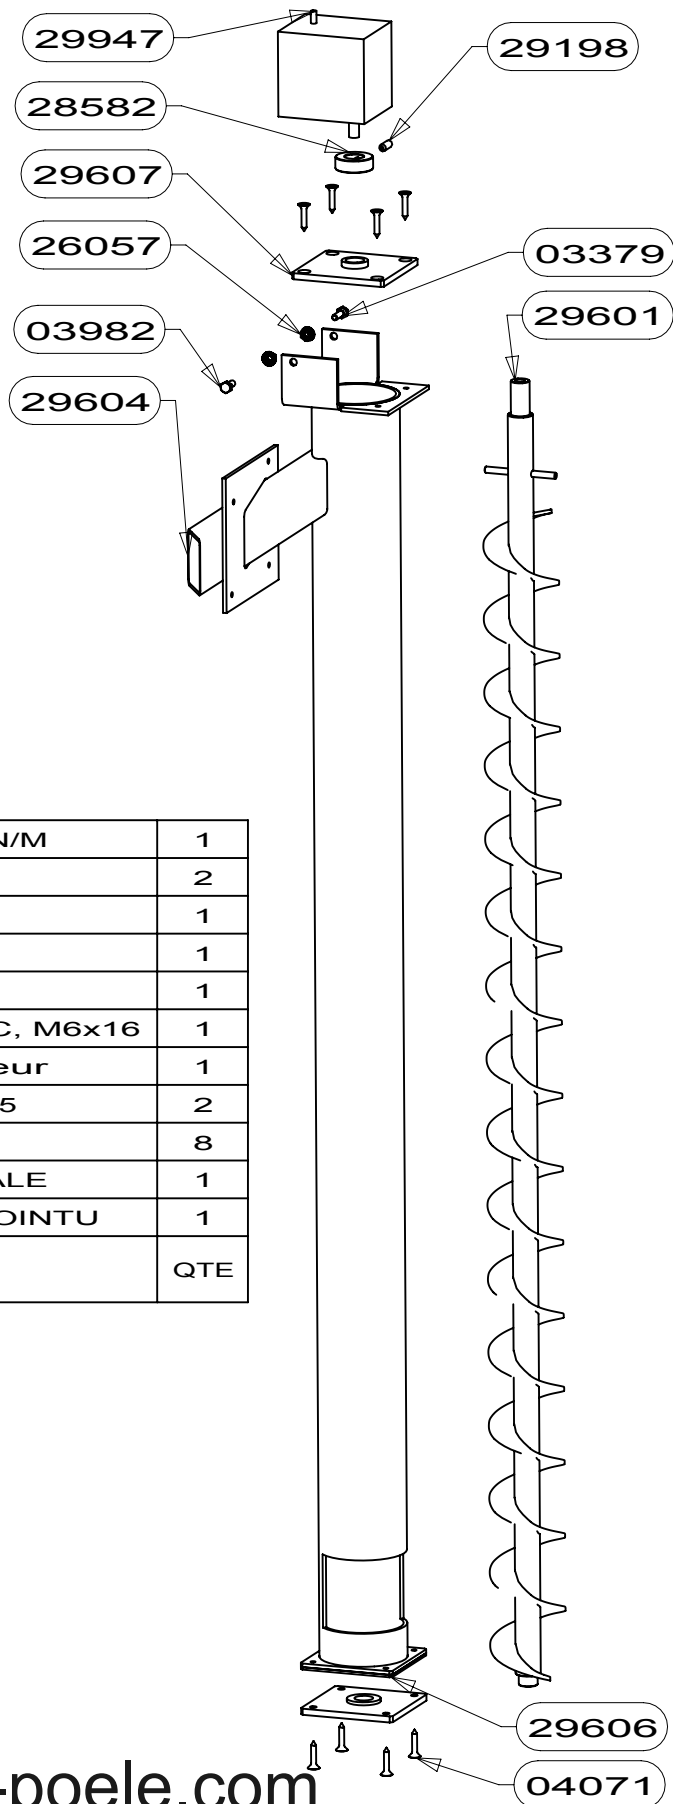 29947
29198
28582
29607
26057
03379
03982
29601
29604
N/M 1
2
1
1
1
C, M6x16 1
eur 1
5 2
8
ALE 1
OINTU 1
QTE
29606
04071
-poele.com